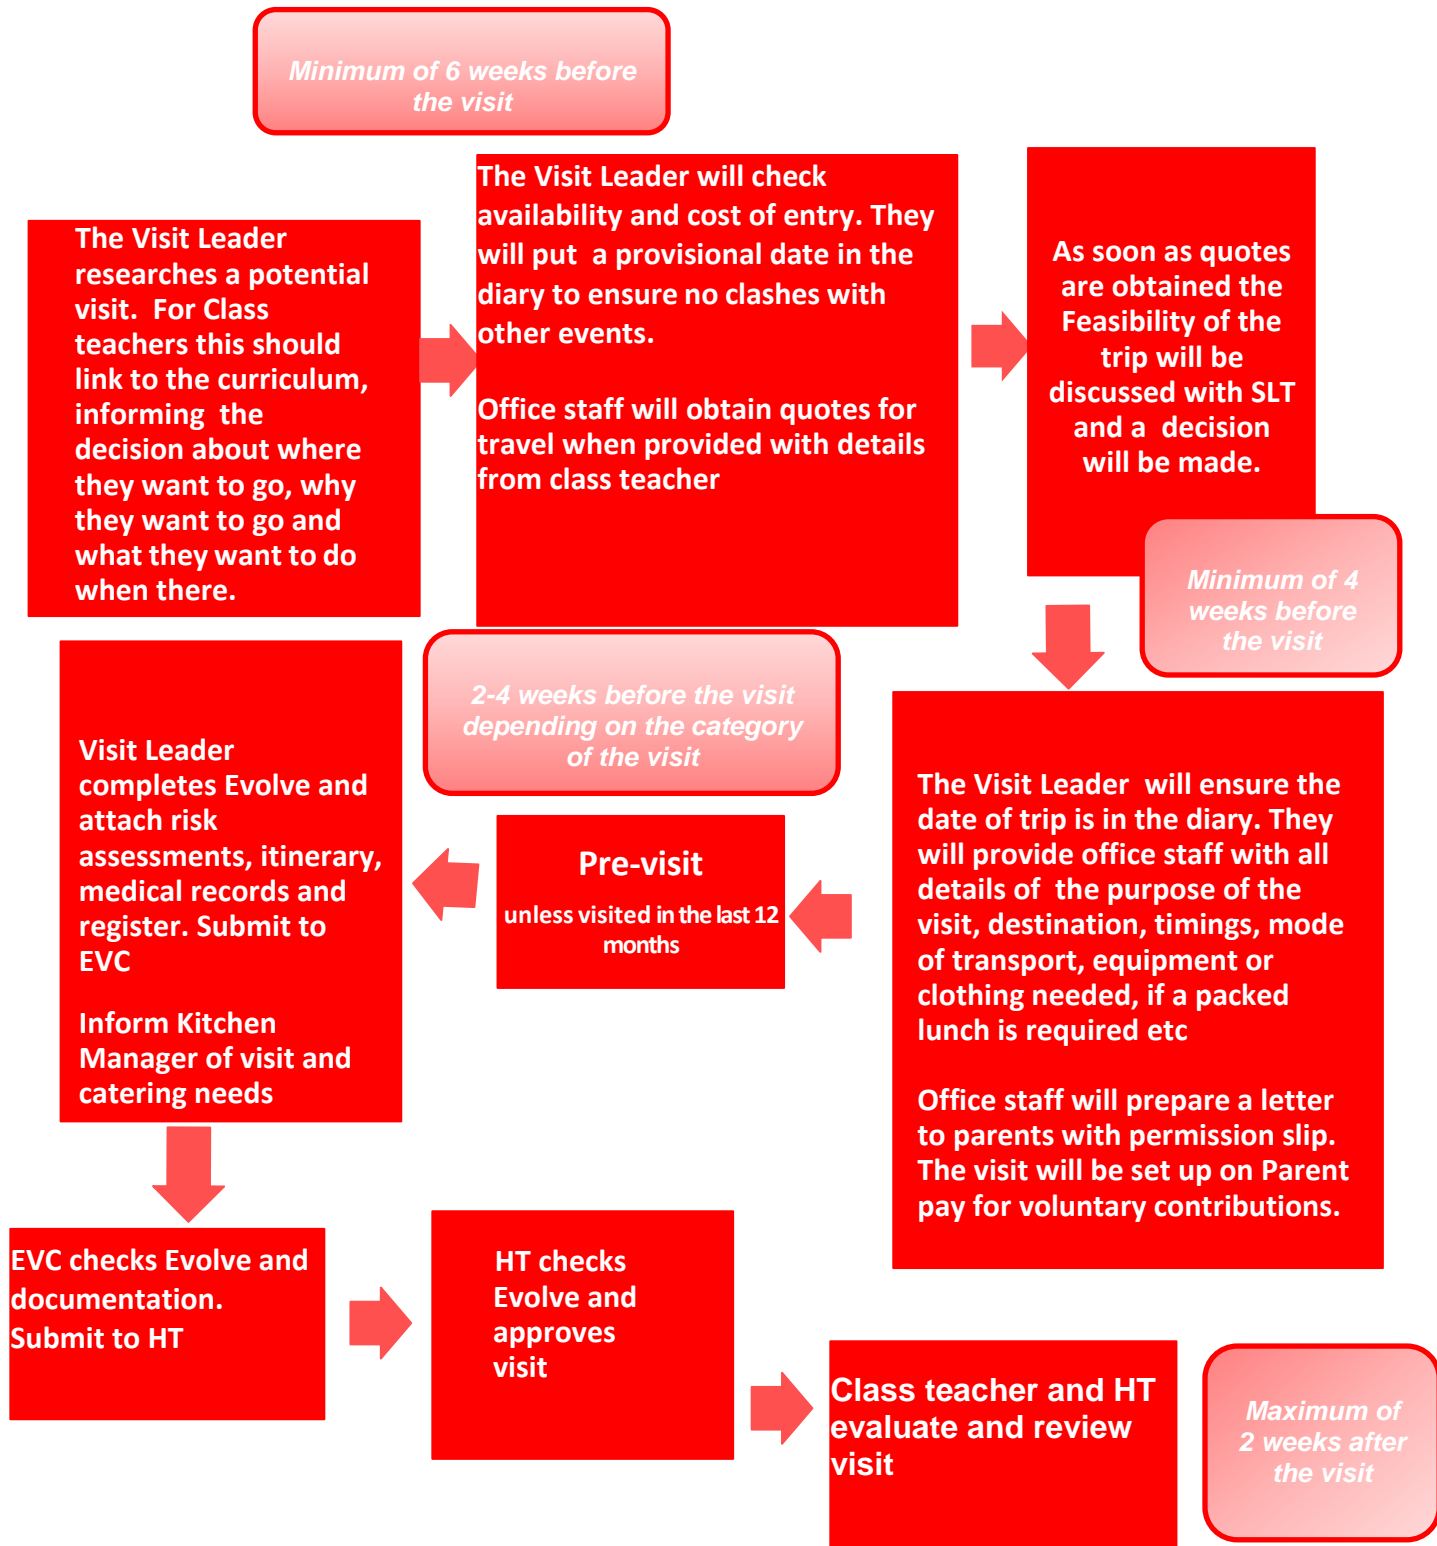 Minimum of 6 weeks before
the visit
The Visit Leader
researches a potential
visit.  For Class
teachers this should
link to the curriculum,
informing  the
decision about where
they want to go, why
they want to go and
what they want to do
when there.
The Visit Leader will check
availability and cost of entry. They
will put  a provisional date in the
diary to ensure no clashes with
other events.
Office staff will obtain quotes for
travel when provided with details
from class teacher
As soon as quotes
are obtained the
Feasibility of the
trip will be
discussed with SLT
and a  decision
will be made.
Minimum of 4
weeks before
the visit
The Visit Leader  will ensure the
date of trip is in the diary. They
will provide office staff with all
details of  the purpose of the
visit, destination, timings, mode
of transport, equipment or
clothing needed, if a packed
lunch is required etc
Office staff will prepare a letter
to parents with permission slip.
The visit will be set up on Parent
pay for voluntary contributions.
2-4 weeks before the visit
depending on the category
of the visit
Pre-visit
unless visited in the last 12
months
Visit Leader
completes Evolve and
attach risk
assessments, itinerary,
medical records and
register. Submit to
EVC
Inform Kitchen
Manager of visit and
catering needs
EVC checks Evolve and
documentation.
Submit to HT
HT checks
Evolve and
approves
visit
Class teacher and HT
evaluate and review
visit
Maximum of
2 weeks after
the visit